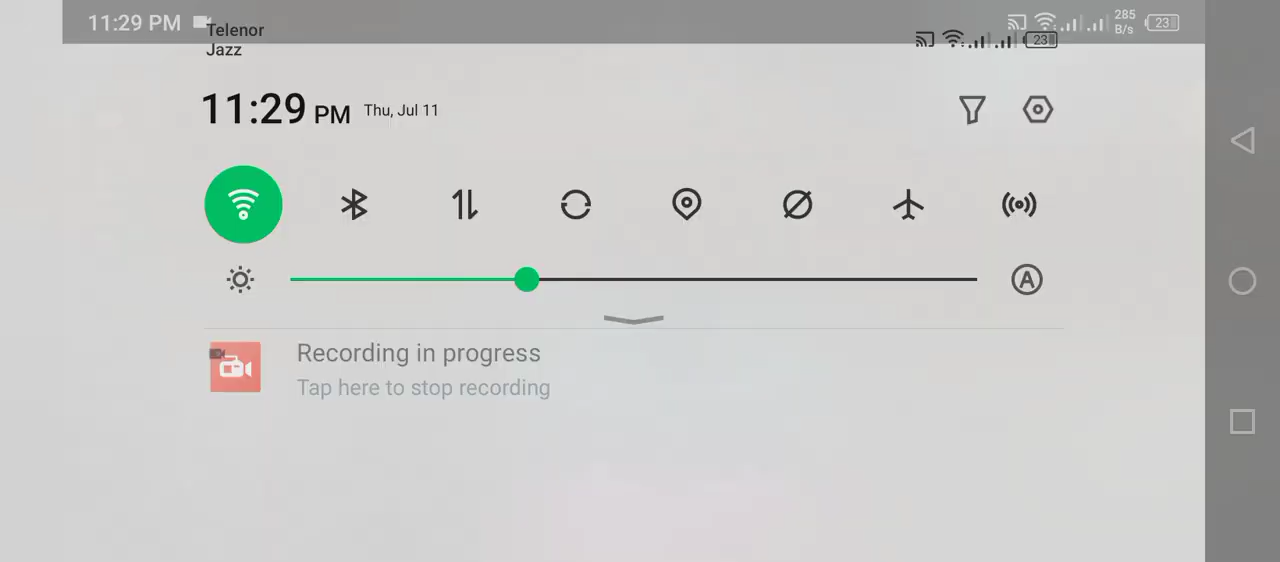 11:29 PM
285
B/s
23
Telenor
Jazz
23
11:29 PM Thu, Jul 11
A
Recording in progress
Tap here to stop recording